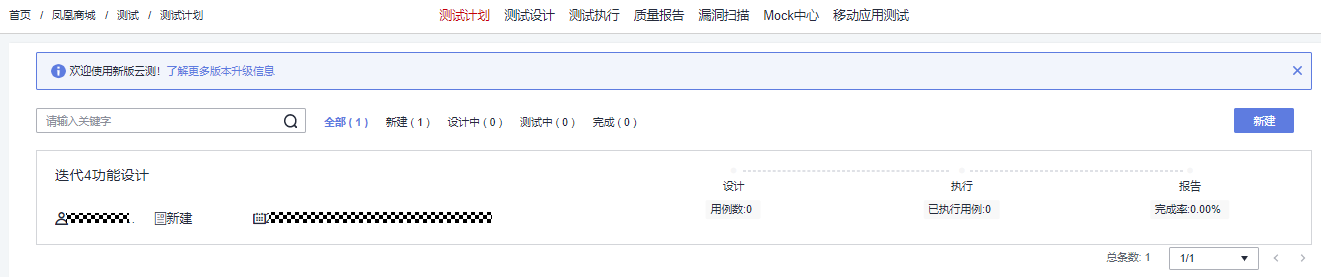 首页 / 凤凰商城 / 测试 / 测试计划
测试计划 测试设计 测试执行 质量报告 漏洞扫描 Mock中心 移动应用测试
欢迎使用新版云测! 了解更多版本升级信息
请输入关键字 全部 ( 1 ) 新建 ( 1 ) 设计中 ( 0 ) 测试中 ( 0 ) 完成 ( 0 ) 新建
迭代4功能设计
设计 执行 报告
用例数:0 已执行用例:0 完成率:0.00%
新建
总条数: 1 1/1